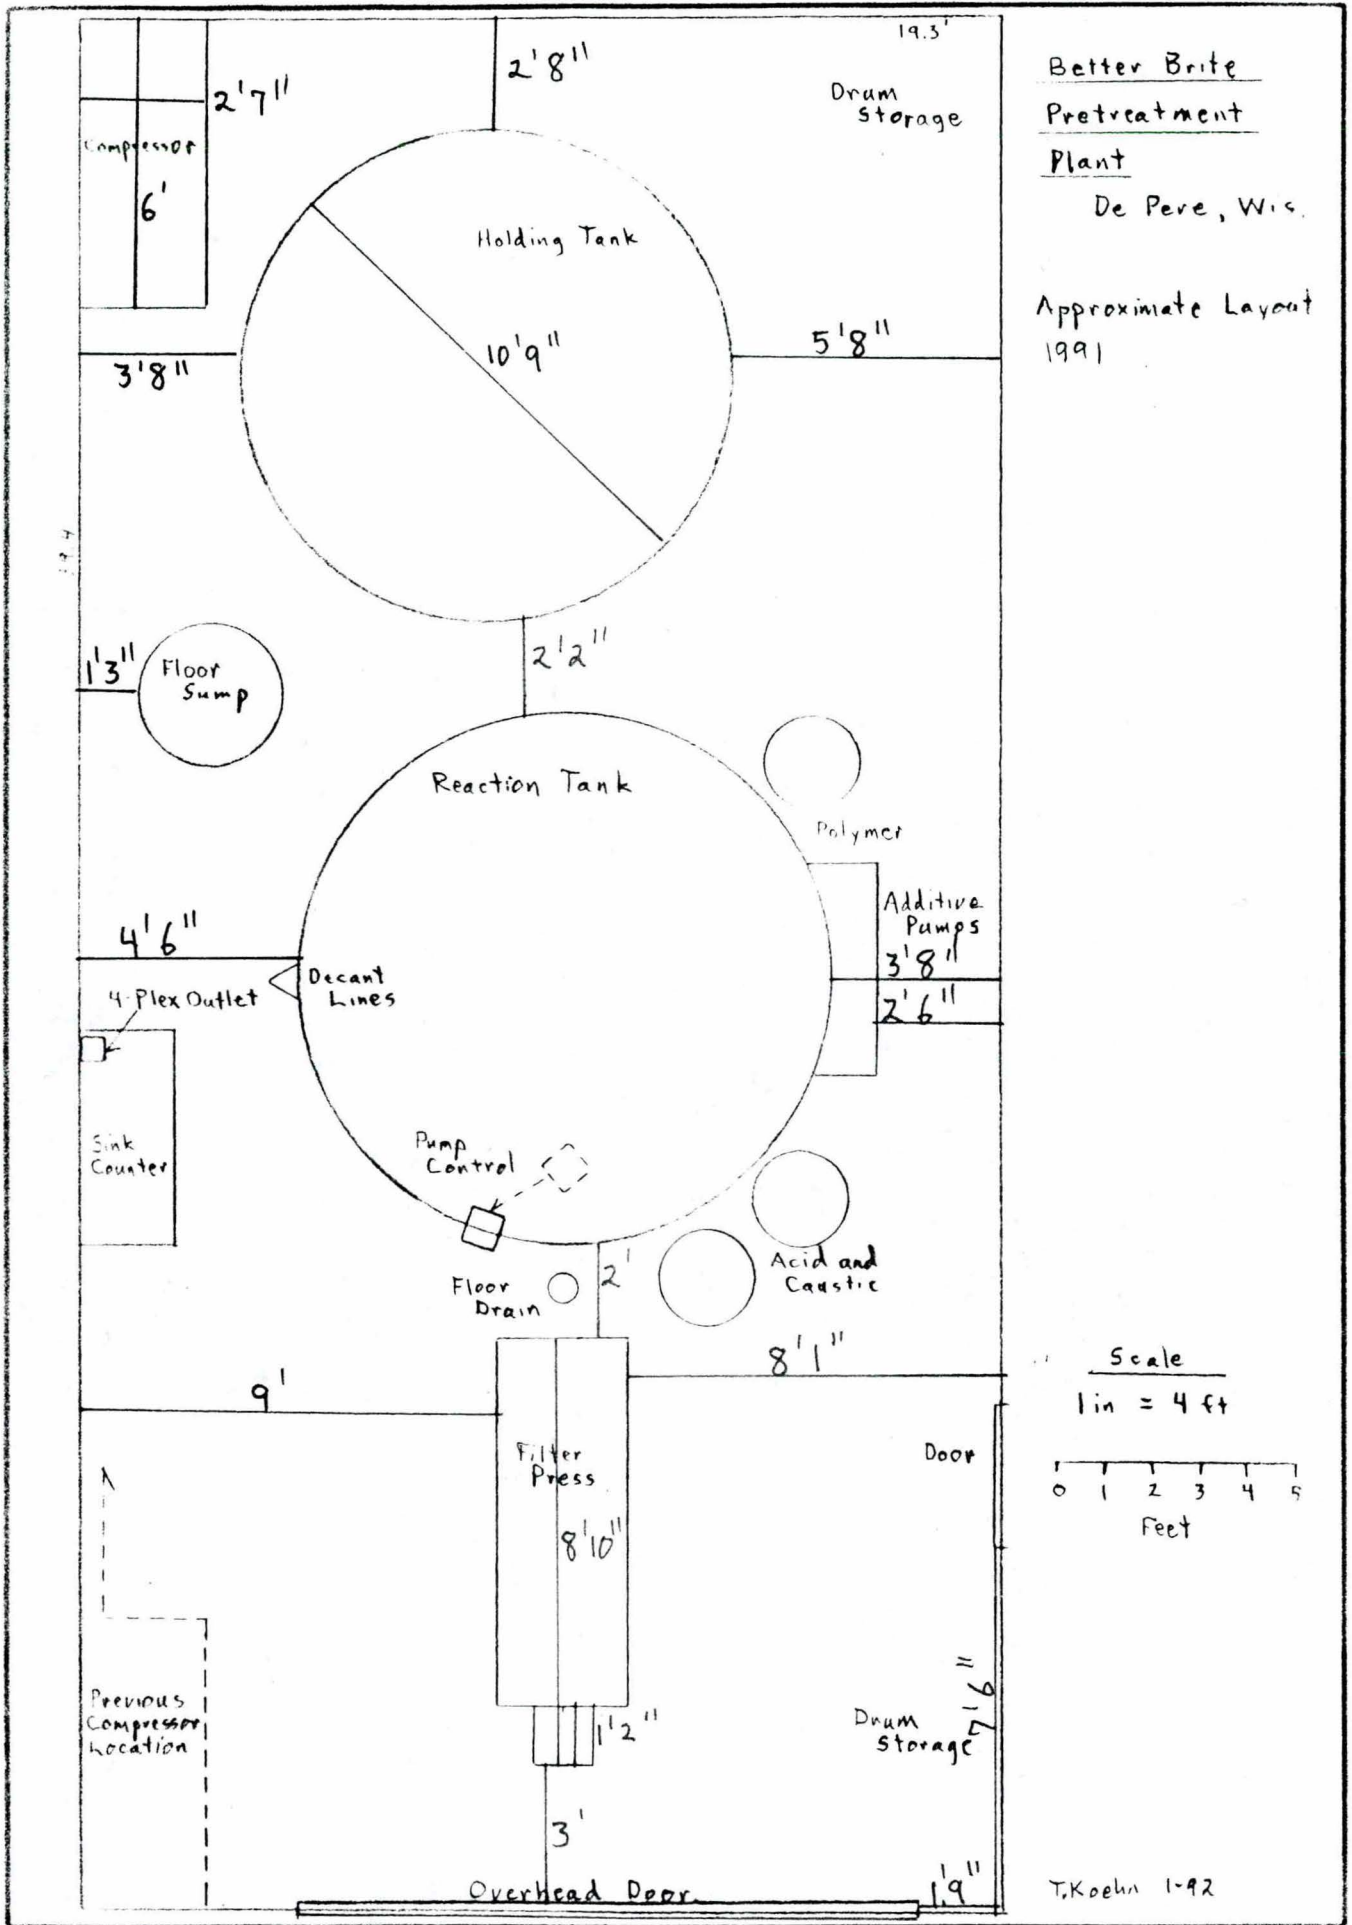 19.3'
Better Brite
Pretreatment
Plant
De Pere, Wis.
Approximate Layout
1991
2'8"
Drum
Storage
2'7"
Compressor
6'
Holding Tank
10'9"
3'8"
5'8"
2'2"
1'3"
Floor
Sump
Reaction Tank
Polymer
Additive
Pumps
3'8"
2'6"
4'6"
Decant
Lines
4-Plex Outlet
Sink
Counter
Pump
Control
Floor
Drain
2'
Acid and
Caustic
8'1"
9'
Scale
1 in = 4 ft
0 1 2 3 4 5
Feet
Door
Filter
Press
8'10"
Previous
Compressor
Location
1'2"
Drum
Storage
7'6"
3'
Overhead Door
1.9"
T.Koehn 1-92